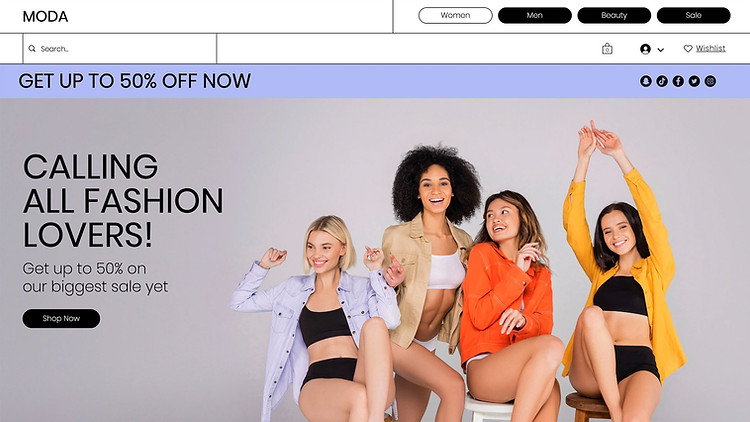 MODA
Women
Men
Beauty
Sale
Search...
0
Wishlist
GET UP TO 50% OFF NOW
CALLING
ALL FASHION
LOVERS!
Get up to 50% on
our biggest sale yet
Shop Now